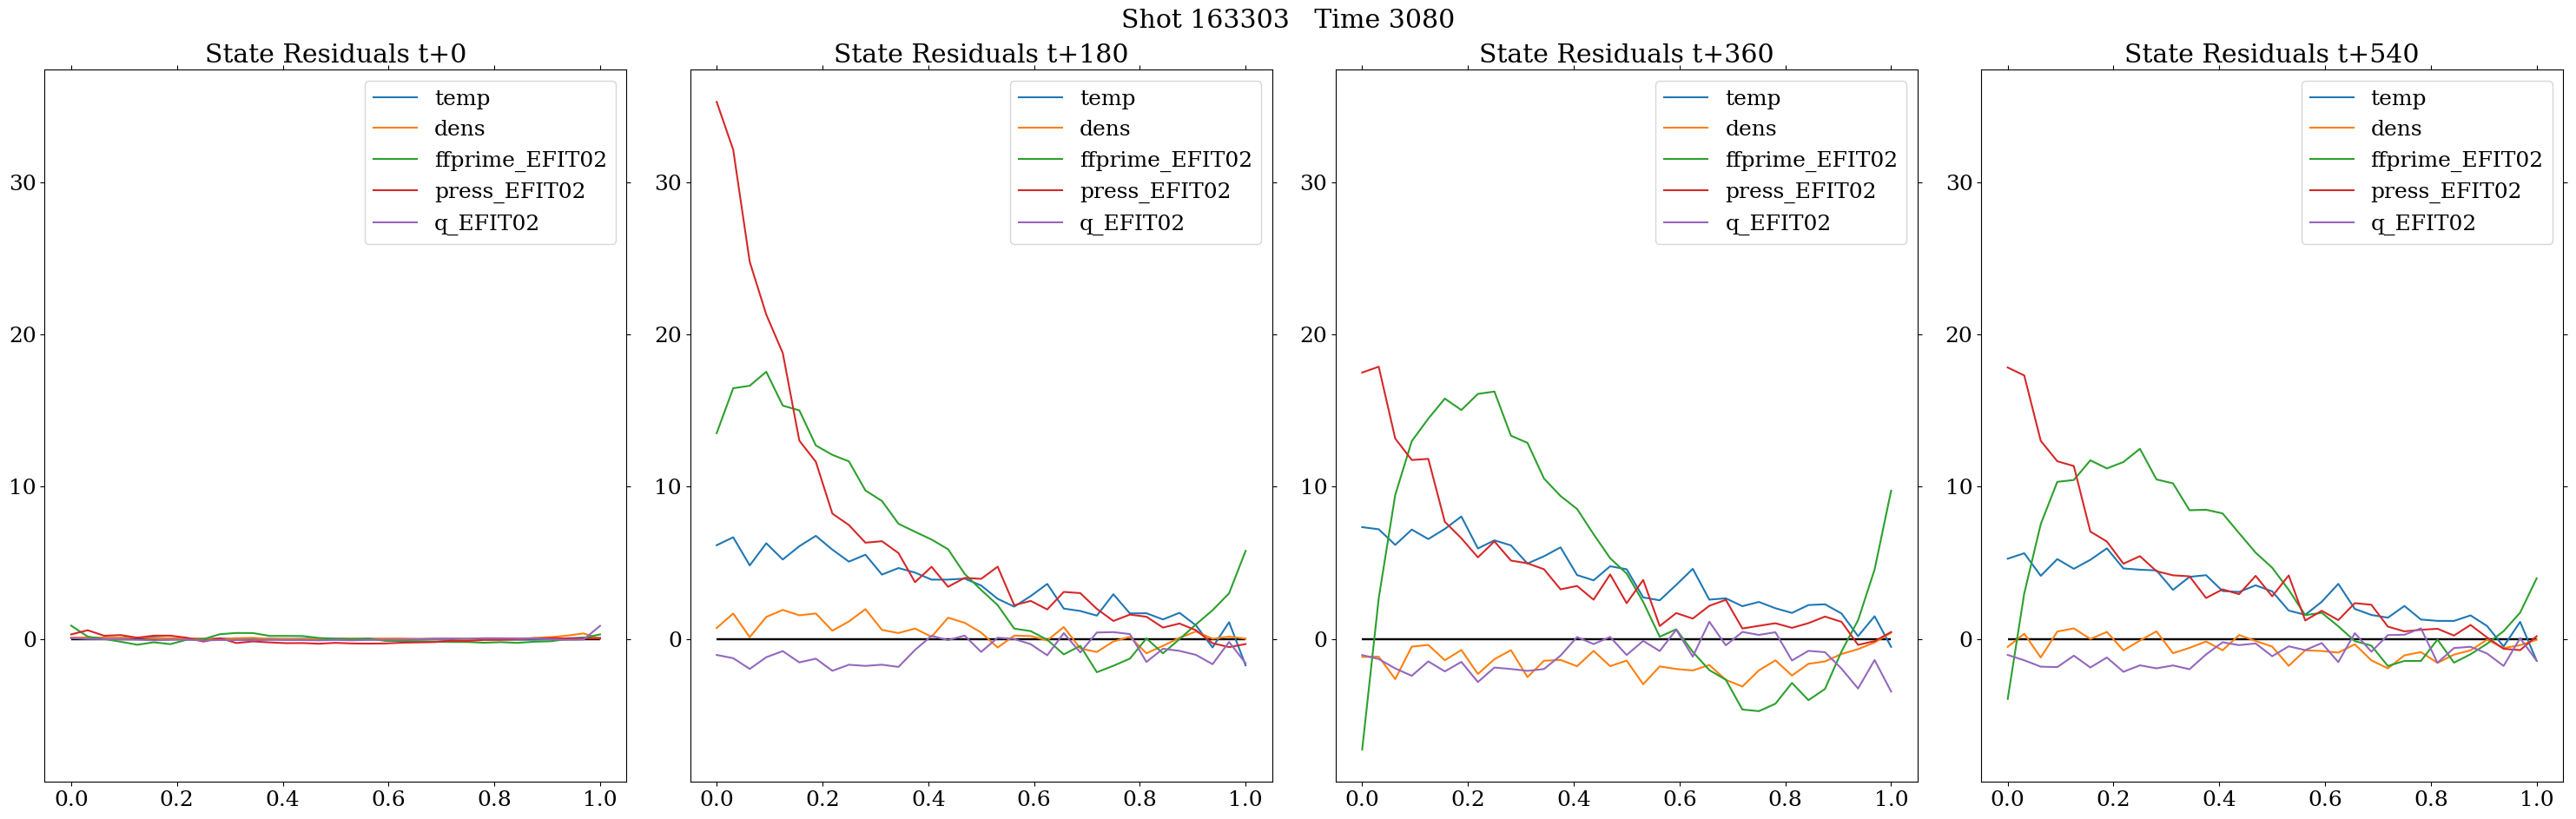 Shot 163303   Time 3080
State Residuals t+0
temp
dens
ffprime_EFIT02
press_EFIT02
q_EFIT02
30
20
10
0
0.0 0.2 0.4 0.6 0.8 1.0
State Residuals t+180
temp
dens
ffprime_EFIT02
press_EFIT02
q_EFIT02
30
20
10
0
0.0 0.2 0.4 0.6 0.8 1.0
State Residuals t+360
temp
dens
ffprime_EFIT02
press_EFIT02
q_EFIT02
30
20
10
0
0.0 0.2 0.4 0.6 0.8 1.0
State Residuals t+540
temp
dens
ffprime_EFIT02
press_EFIT02
q_EFIT02
30
20
10
0
0.0 0.2 0.4 0.6 0.8 1.0